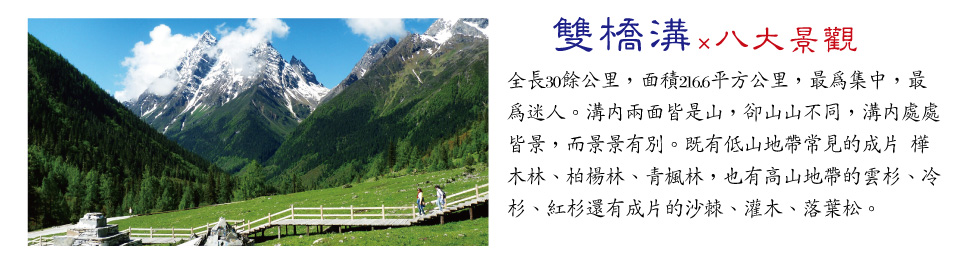 雙橋溝×八大景觀
全長30餘公里，面積216.6平方公里，最爲集中，最
爲迷人。溝內兩面皆是山，卻山山不同，溝內處處
皆景，而景景有別。既有低山地帶常見的成片 樺
木林、柏楊林、青楓林，也有高山地帶的雲杉、冷
杉、紅杉還有成片的沙棘、灌木、落葉松。